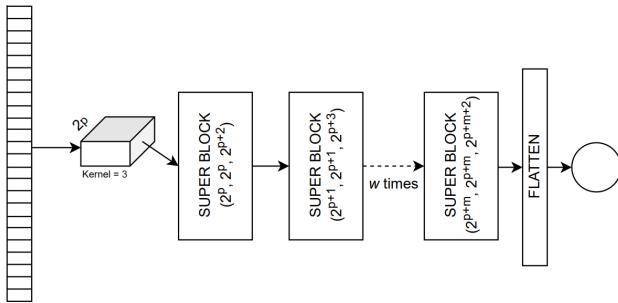 2p
Kernel = 3
SUPER BLOCK
(2^p, 2^p, 2^p+2)
SUPER BLOCK
(2^p+1, 2^p+1, 2^p+3)
w times
SUPER BLOCK
(2^p+m, 2^p+m, 2^p+m+2)
FLATTEN